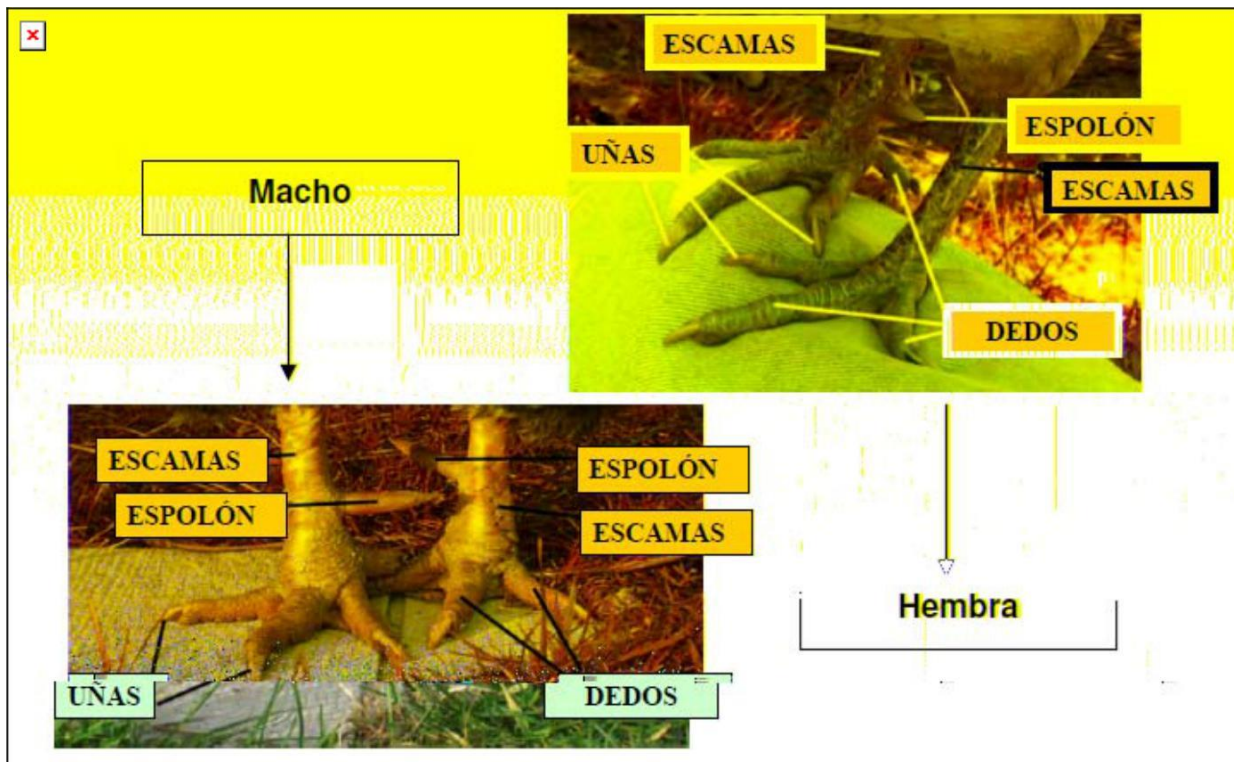 ESCAMAS
ESPOLÓN
UÑAS
ESCAMAS
Macho
DEDOS
ESCAMAS
ESPOLÓN
ESPOLÓN
ESCAMAS
Hembra
UÑAS
DEDOS